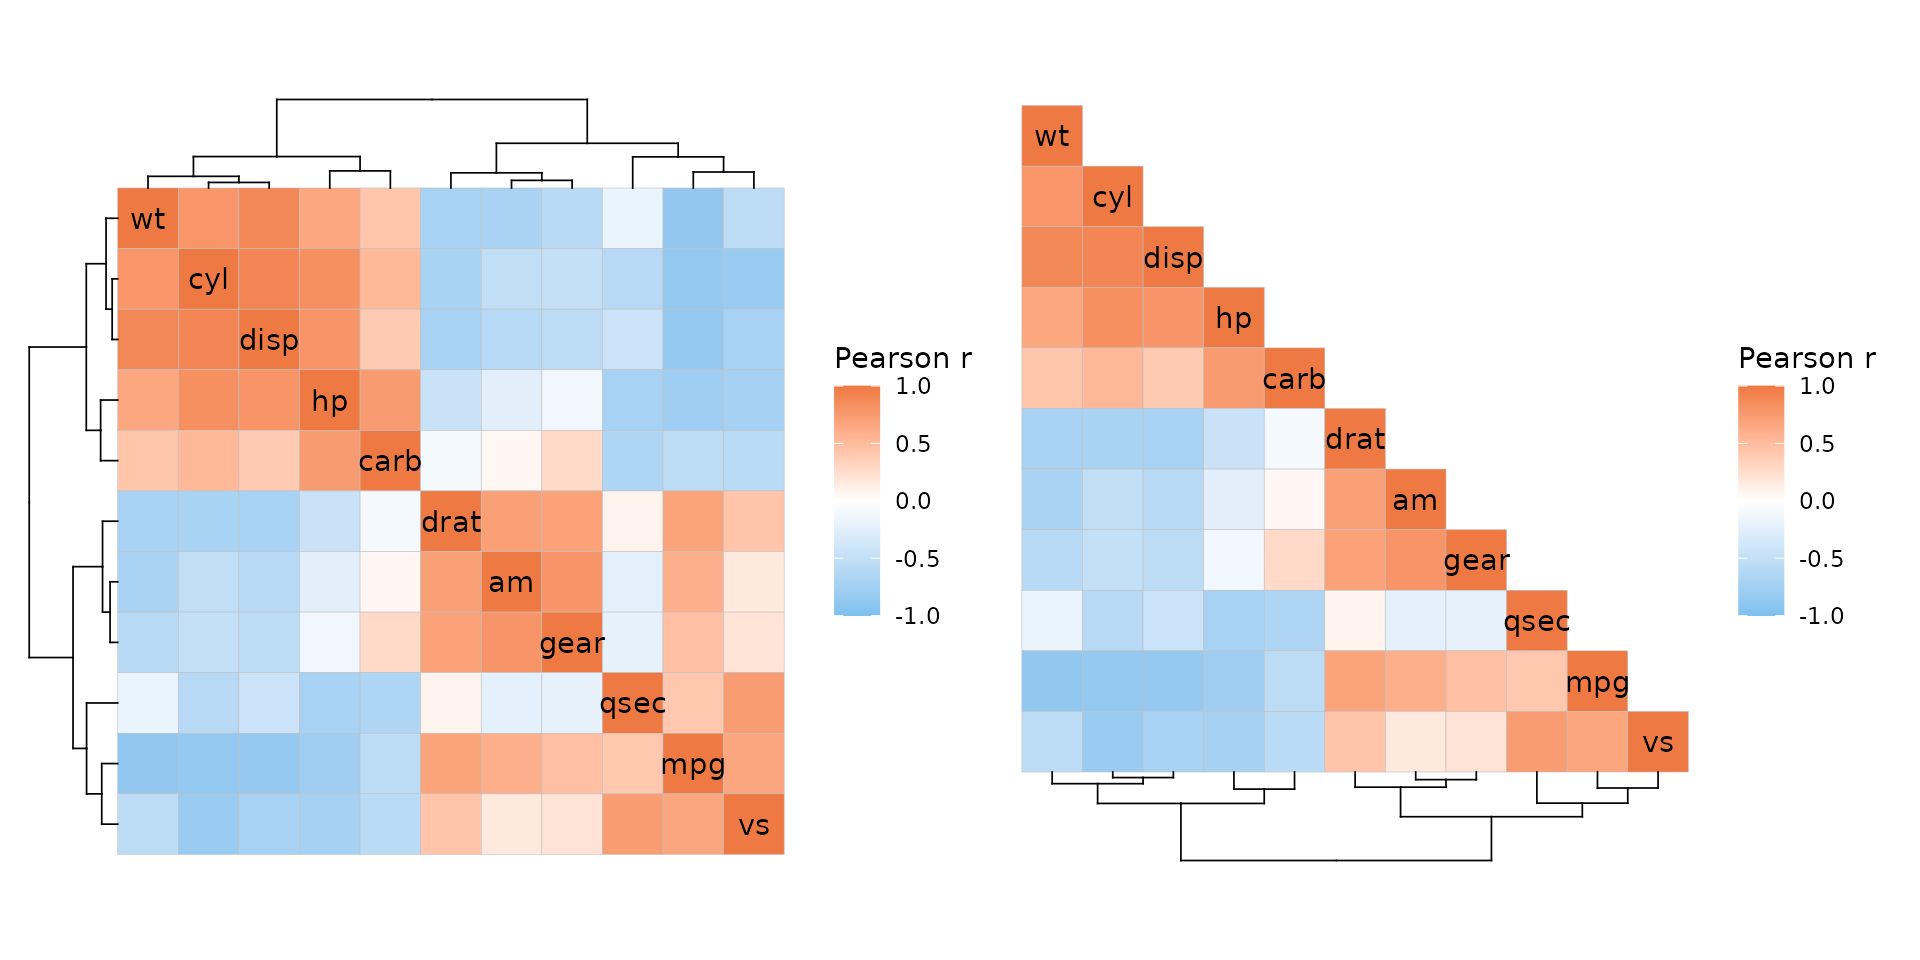 wt
cyl
disp
hp
carb
drat
am
gear
qsec
mpg
vs
Pearson r
1.0
0.5
0.0
-0.5
-1.0
wt
cyl
disp
hp
carb
drat
am
gear
qsec
mpg
vs
Pearson r
1.0
0.5
0.0
-0.5
-1.0